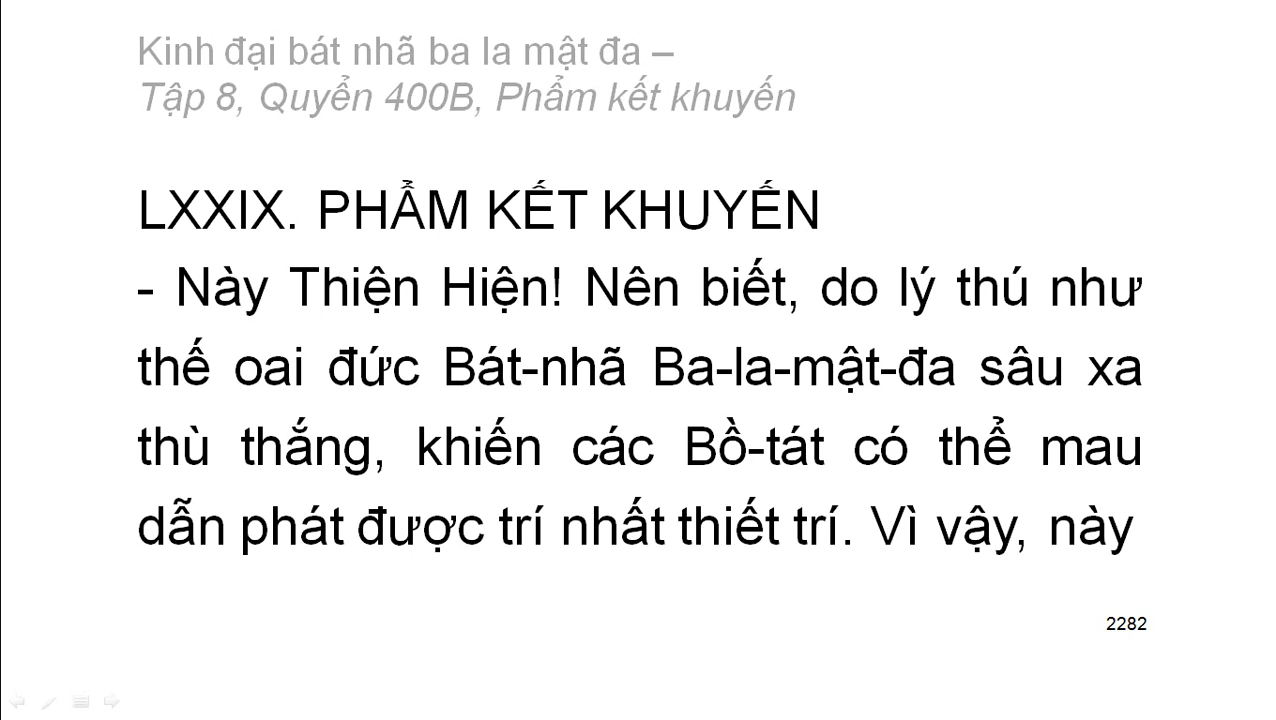 Kinh đại bát nhã ba la mật đa –
Tập 8, Quyển 400B, Phẩm kết khuyến
LXXIX. PHẨM KẾT KHUYẾN
- Này Thiện Hiện! Nên biết, do lý thú như
thế oai đức Bát-nhã Ba-la-mật-đa sâu xa
thù thắng, khiến các Bồ-tát có thể mau
dẫn phát được trí nhất thiết trí. Vì vậy, này
2282